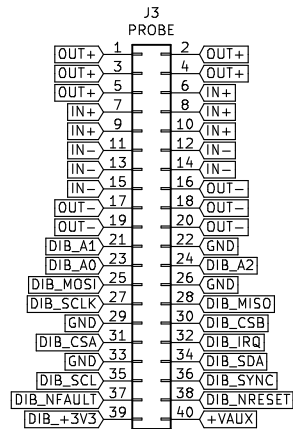 J3
PROBE
OUT+ 1 2 OUT+
OUT+ 3 4 OUT+
OUT+ 5 6 IN+
IN+ 7 8 IN+
IN+ 9 10 IN+
IN- 11 12 IN-
IN- 13 14 IN-
IN- 15 16 OUT-
OUT- 17 18 OUT-
OUT- 19 20 OUT-
DIB_A1 21 22 GND
DIB_A0 23 24 DIB_A2
DIB_MOSI 25 26 GND
DIB_SCLK 27 28 DIB_MISO
GND 29 30 DIB_CSB
DIB_CSA 31 32 DIB_IRQ
GND 33 34 DIB_SDA
DIB_SCL 35 36 DIB_SYNC
DIB_NFAULT 37 38 DIB_NRESET
DIB_+3V3 39 40 +VAUX